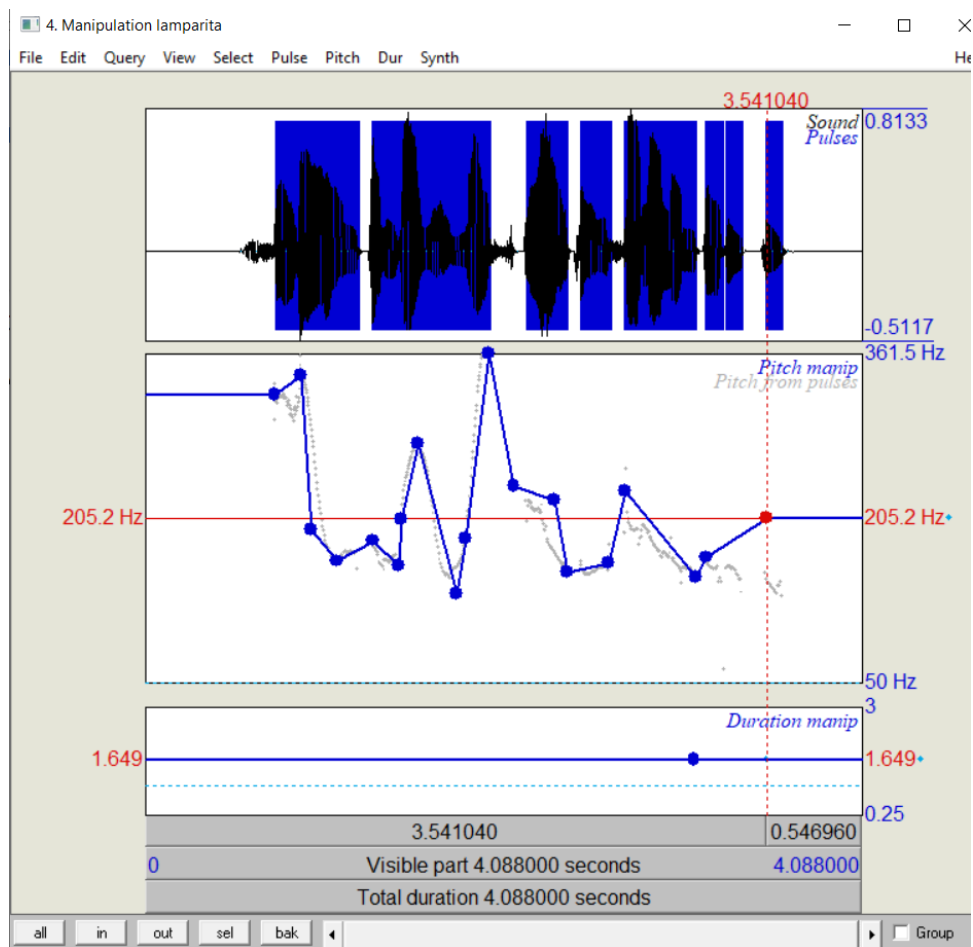 4. Manipulation lamparita
File Edit Query View Select Pulse Pitch Dur Synth He
3.541040
Sound 0.8133
Pulses
-0.5117
361.5 Hz
Pitch manip
Pitch from pulses
205.2 Hz 205.2 Hz
50 Hz
3
Duration manip
1.649 1.649
0.25
3.541040 0.546960
0 Visible part 4.088000 seconds 4.088000
Total duration 4.088000 seconds
all in out sel bak Group